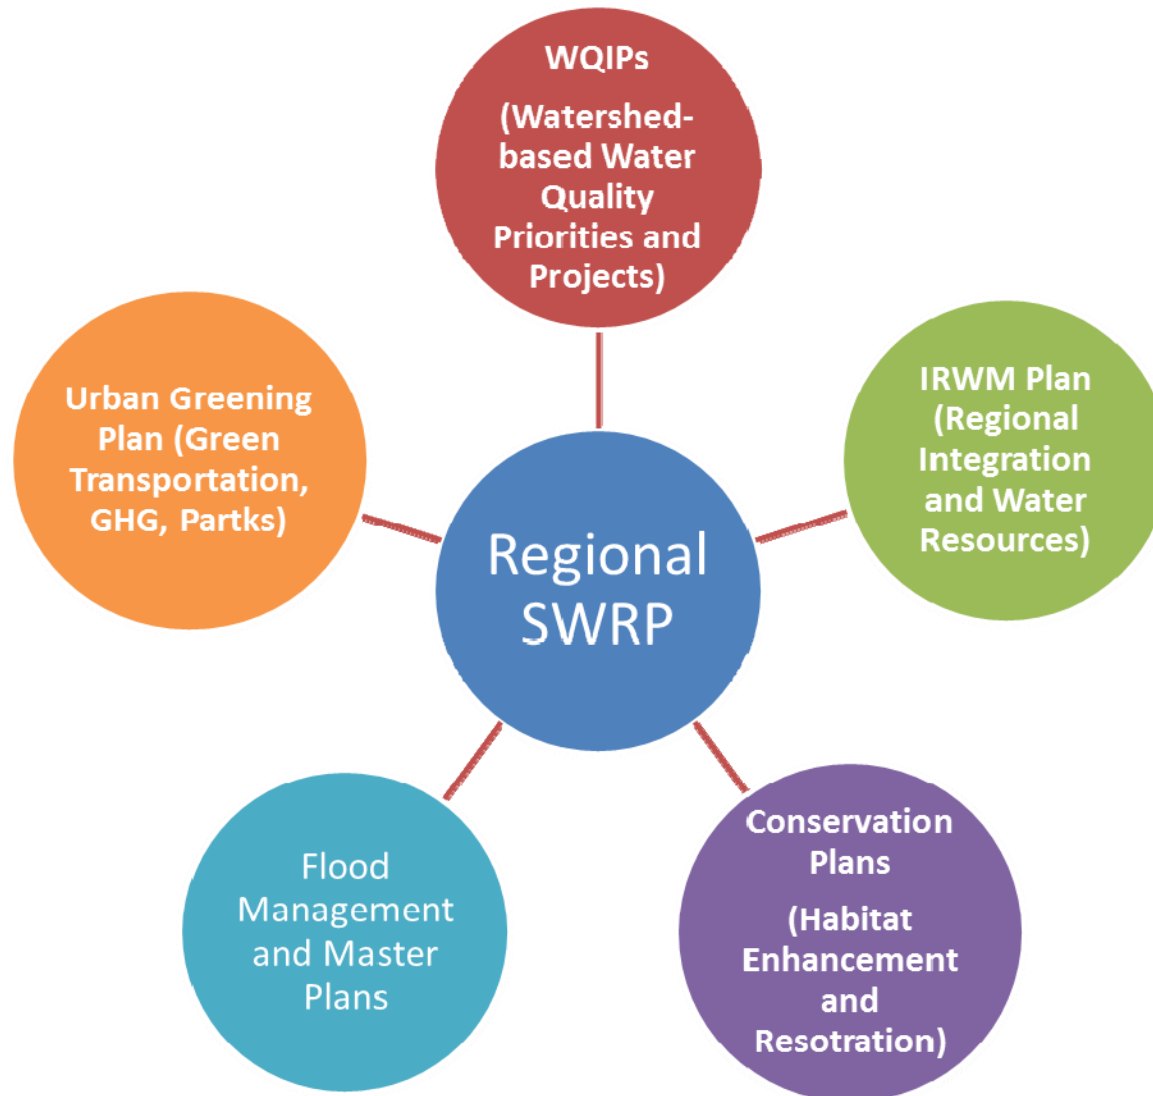 WQIPs
(Watershed-
based Water
Quality
Priorities and
Projects)
Urban Greening
Plan (Green
Transportation,
GHG, Partks)
IRWM Plan
(Regional
Integration
and Water
Resources)
Regional
SWRP
Flood
Management
and Master
Plans
Conservation
Plans
(Habitat
Enhancement
and
Resotration)